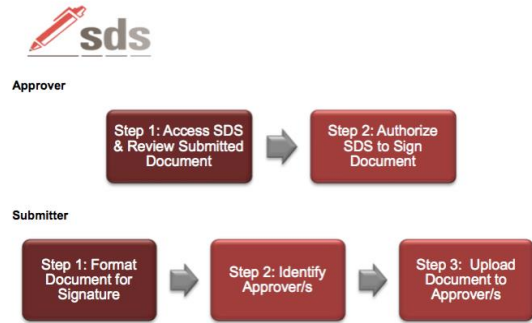 sds
Approver
Step 1: Access SDS
& Review Submitted
Document
Step 2: Authorize
SDS to Sign
Document
Submitter
Step 1: Format
Document for
Signature
Step 2: Identify
Approver/s
Step 3: Upload
Document to
Approver/s